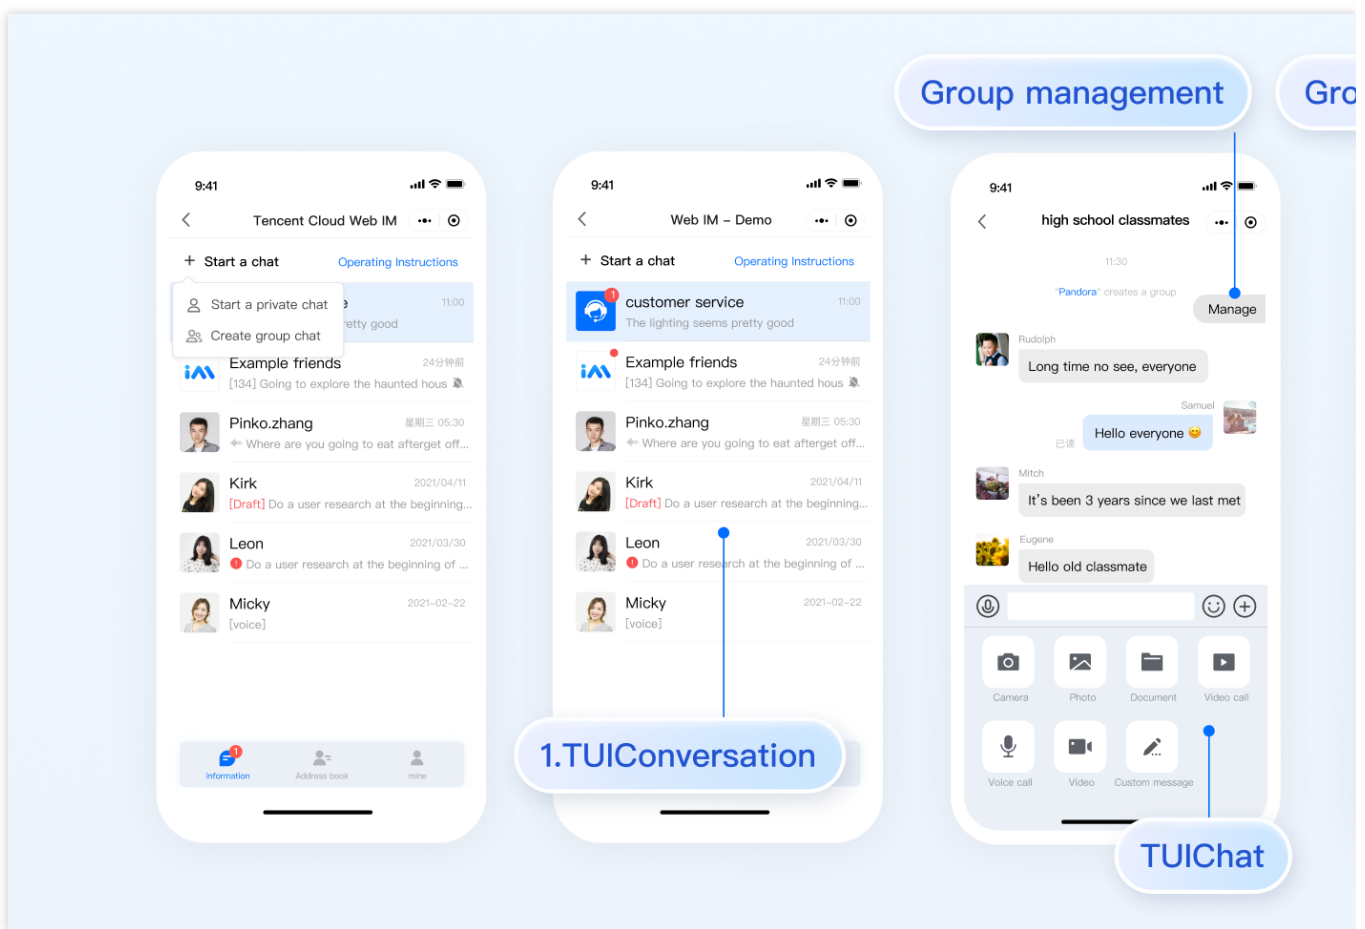 Group management
Gro
9:41
Tencent Cloud Web IM
+ Start a chat
Operating Instructions
Start a private chat
Create group chat
e
11:00
retty good
Example friends
24分钟前
[134] Going to explore the haunted hous
Pinko.zhang
星期三 05:30
Where are you going to eat afterget off...
Kirk
2021/04/11
[Draft] Do a user research at the beginning...
Leon
2021/03/30
Do a user research at the beginning of ...
Micky
2021-02-22
[voice]
1
information
Address book
mine
9:41
Web IM – Demo
+ Start a chat
Operating Instructions
1
customer service
11:00
The lighting seems pretty good
Example friends
24分钟前
[134] Going to explore the haunted hous
Pinko.zhang
星期三 05:30
Where are you going to eat afterget off...
Kirk
2021/04/11
[Draft] Do a user research at the beginning...
Leon
2021/03/30
Do a user research at the beginning of ...
Micky
2021-02-22
[voice]
1.TUIConversation
9:41
high school classmates
11:30
"Pandora" creates a group
Manage
Rudolph
Long time no see, everyone
Samuel
已读
Hello everyone 😊
Mitch
It's been 3 years since we last met
Eugene
Hello old classmate
Camera
Photo
Document
Video call
Voice call
Video
Custom message
TUIChat